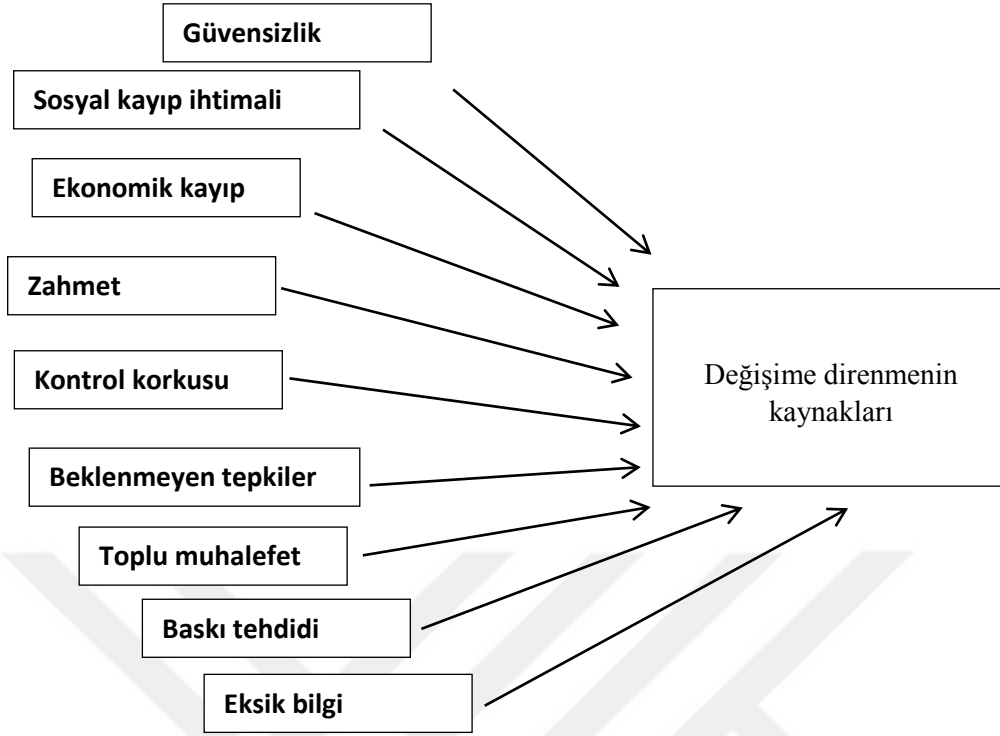 Güvensizlik
Sosyal kayıp ihtimali
Ekonomik kayıp
Zahmet
Kontrol korkusu
Beklenmeyen tepkiler
Toplu muhalefet
Baskı tehdidi
Eksik bilgi
Değişime direnmenin
kaynakları